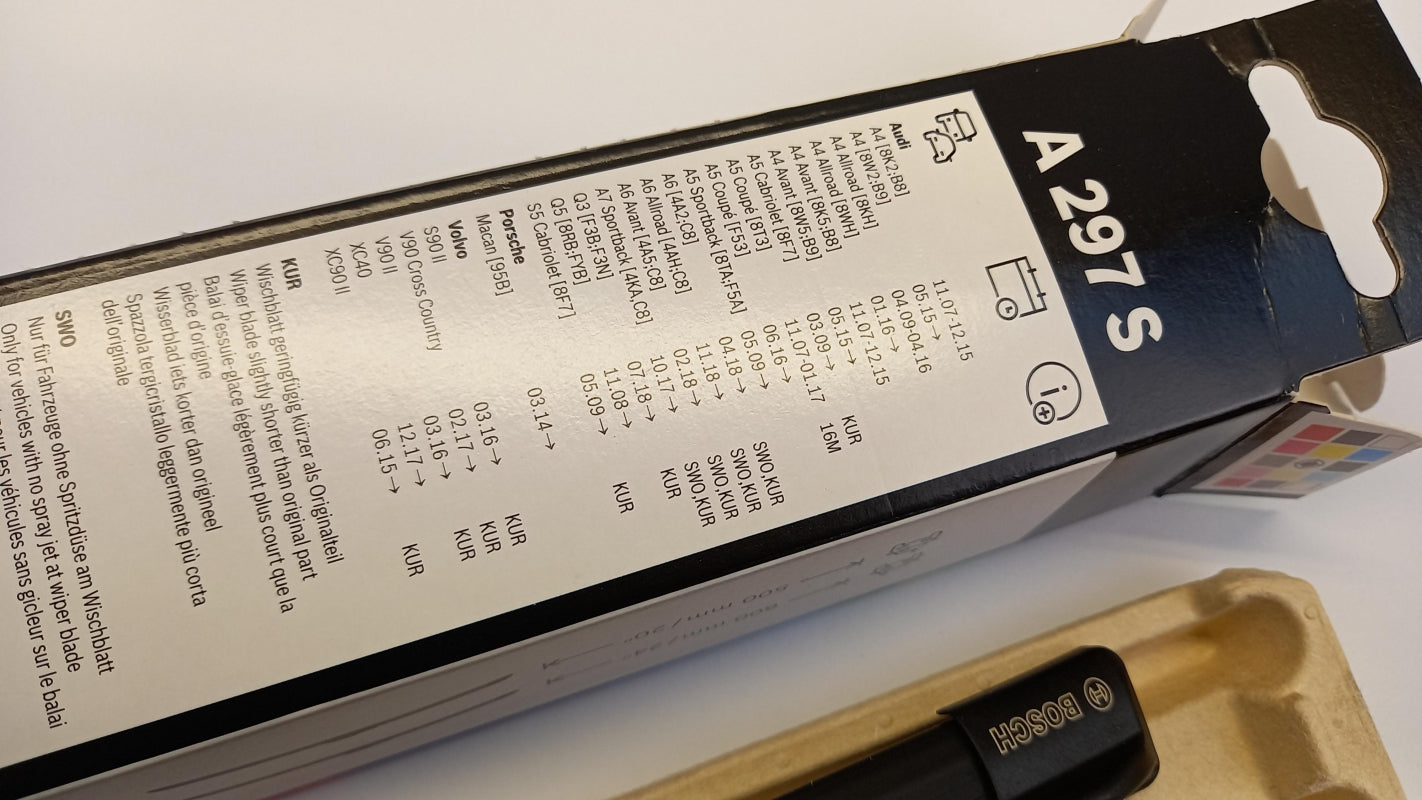 A 297 S
Audi
A4 [8K2;B8] 11.07-12.15
A4 [8W2;B9] 05.15→
A4 Allroad [8KH] 04.09-04.16
A4 Allroad [8WH] 01.16→
A4 Avant [8K5;B8] 11.07-12.15
A4 Avant [8W5;B9] 05.15→
A5 Cabriolet [8F7] 03.09→ KUR
A5 Coupé [8T3] 11.07-01.17 16M
A5 Coupé [F53] 06.16→
A5 Sportback [8TA,F5A] 05.09→
A6 [4A2;C8] 04.18→ SWO,KUR
A6 Allroad [4AH;C8] 11.18→ SWO,KUR
A6 Avant [4A5;C8] 02.18→ SWO,KUR
A7 Sportback [4KA,C8] 10.17→ SWO,KUR
Q3 [F3B;F3N] 07.18→ KUR
Q5 [8RB;FYB] 11.08→
S5 Cabriolet [8F7] 05.09→ KUR
Porsche
Macan [95B] 03.14→
Volvo
S90 II 03.16→ KUR
V90 Cross Country 02.17→ KUR
V90 II 03.16→ KUR
XC40 12.17→
XC90 II 06.15→ KUR
KUR
Wischblatt geringfügig kürzer als Originalteil
Wiper blade slightly shorter than original part
Balai d'essuie-glace légèrement plus court que la
pièce d'origine
Wisserblad iets korter dan origineel
Spazzola tergicristallo leggermente più corta
dell'originale
SWO
Nur für Fahrzeuge ohne Spritzdüse am Wischblatt
Only for vehicles with no spray jet at wiper blade
les véhicules sans gicleur sur le balai
600 mm/24"
500 mm/20"
BOSCH